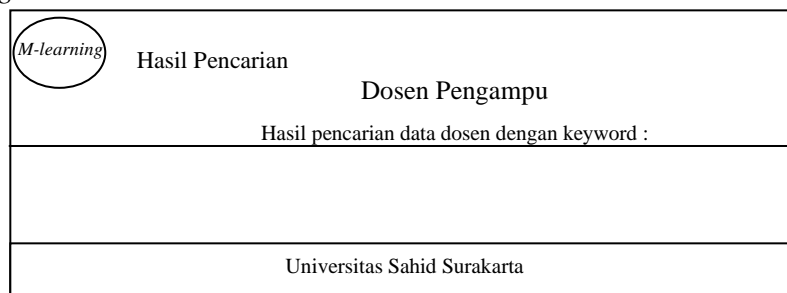 M-learning
Hasil Pencarian
Dosen Pengampu
Hasil pencarian data dosen dengan keyword :
Universitas Sahid Surakarta